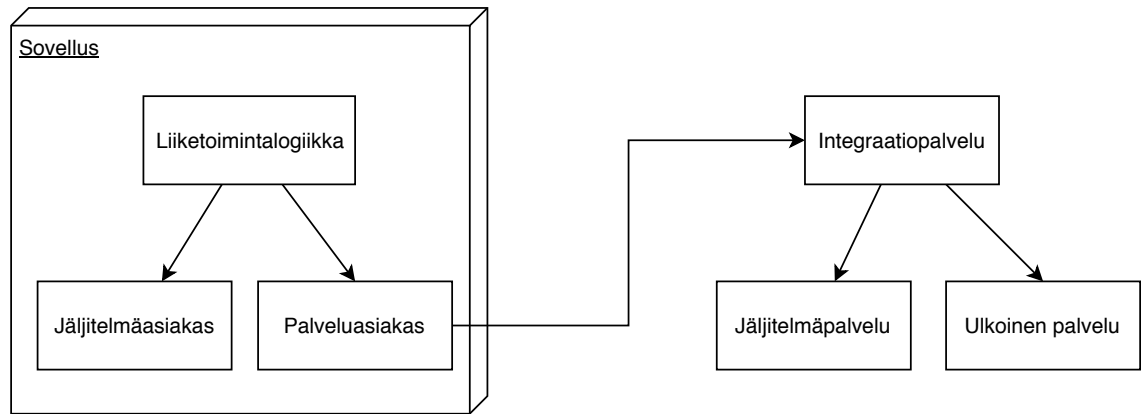 Sovellus
Liiketoimintalogiikka
Integraatiopalvelu
Jäljitelmäasiakas
Palveluasiakas
Jäljitelmäpalvelu
Ulkoinen palvelu